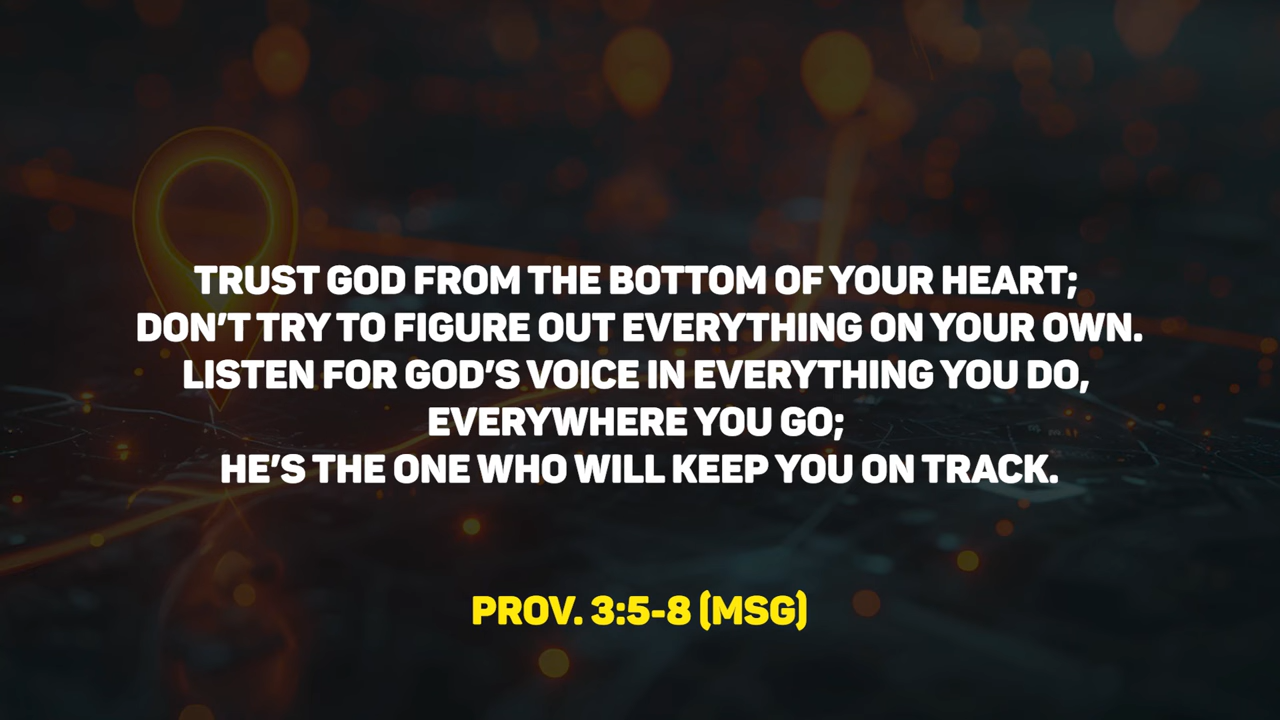 TRUST GOD FROM THE BOTTOM OF YOUR HEART;
DON'T TRY TO FIGURE OUT EVERYTHING ON YOUR OWN.
LISTEN FOR GOD'S VOICE IN EVERYTHING YOU DO,
EVERYWHERE YOU GO;
HE'S THE ONE WHO WILL KEEP YOU ON TRACK.
PROV. 3:5-8 (MSG)